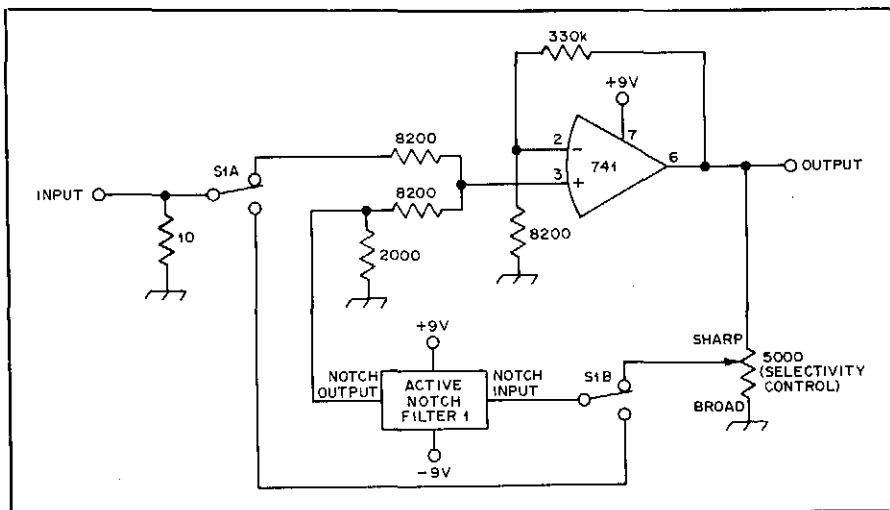 330k
+9V
7
8200
2
−
741
6
OUTPUT
S1A
3
+
INPUT
8200
10
2000
8200
+9V
SHARP
5000
(SELECTIVITY
CONTROL)
NOTCH
OUTPUT
ACTIVE
NOTCH
FILTER 1
NOTCH
INPUT
S1B
BROAD
-9V